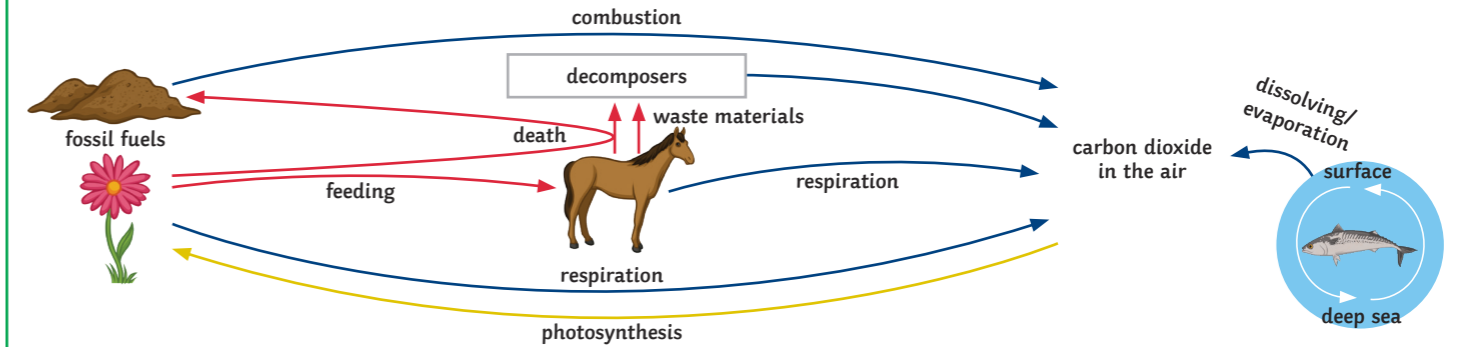 combustion
decomposers
waste materials
death
fossil fuels
feeding
respiration
respiration
photosynthesis
carbon dioxide
in the air
dissolving/
evaporation
surface
deep sea